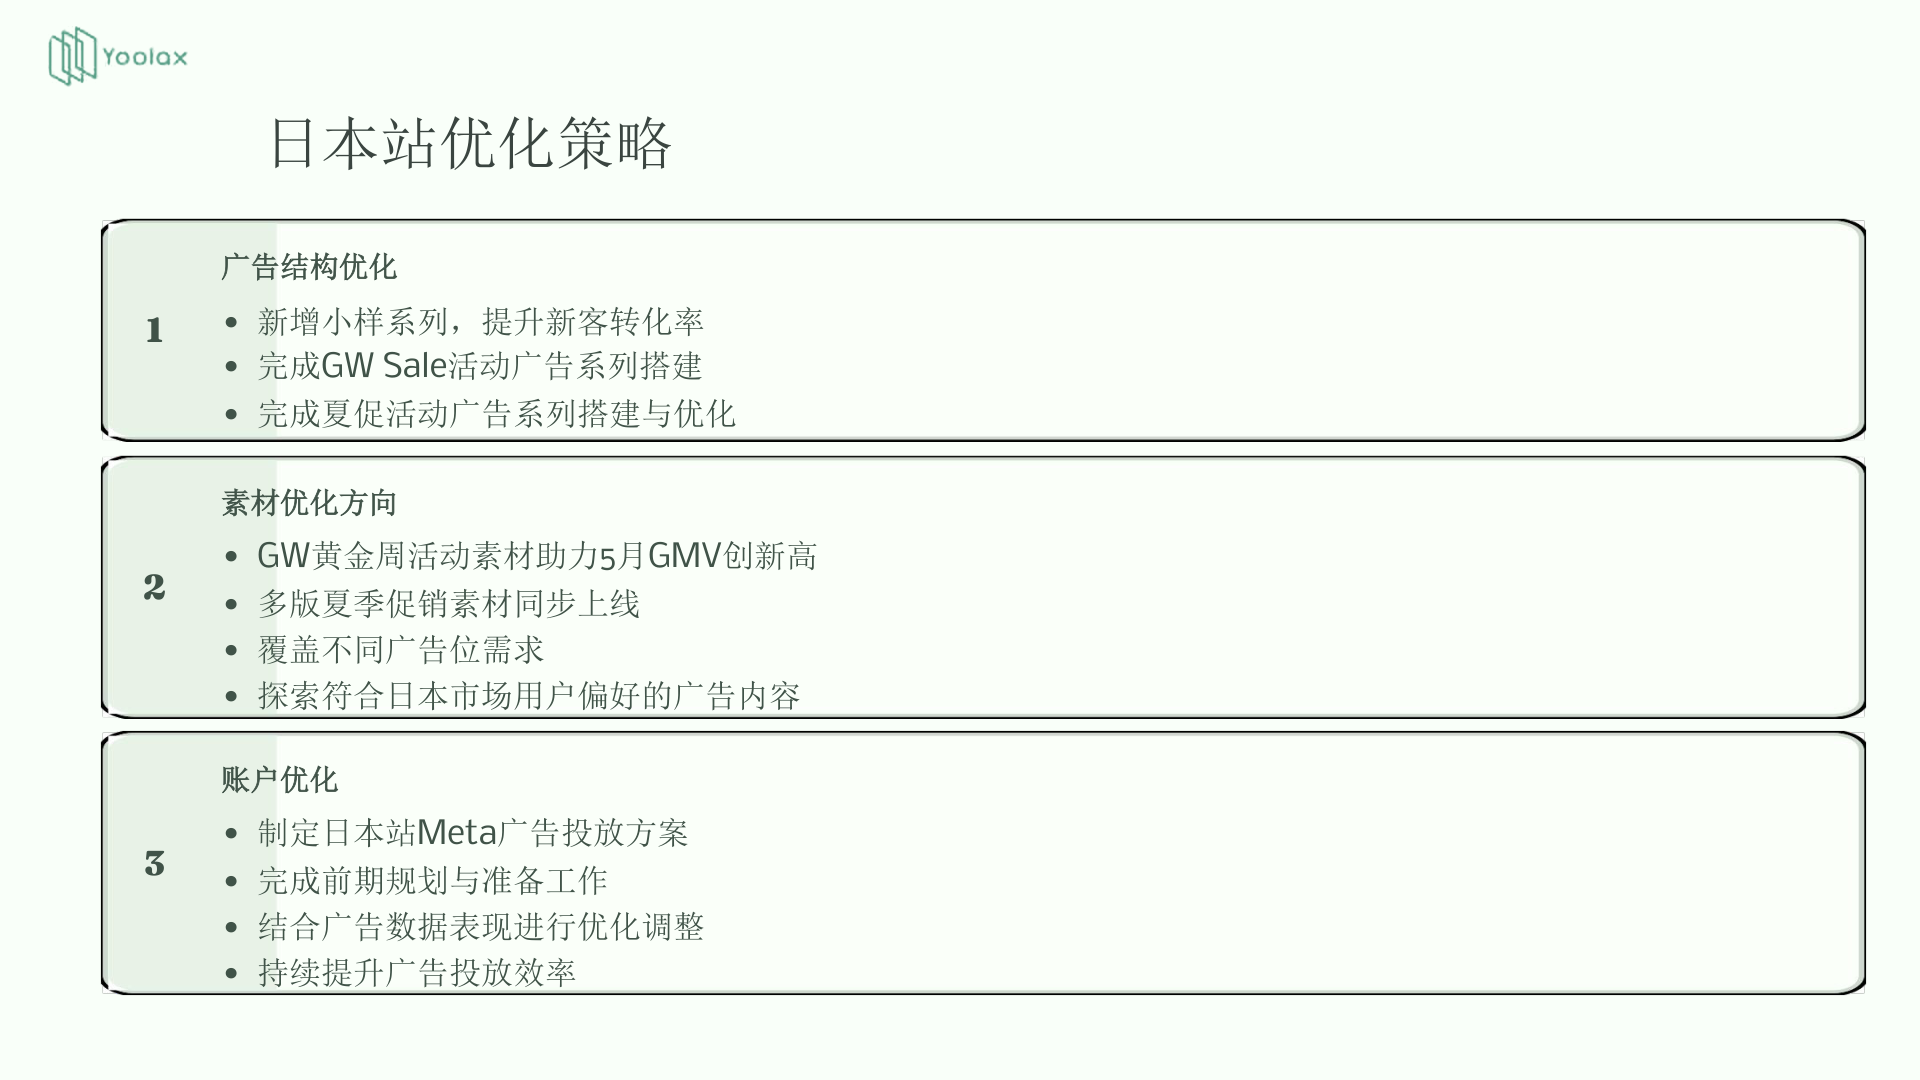 Yoolax
日本站优化策略
1
广告结构优化
• 新增小样系列，提升新客转化率
• 完成GW Sale活动广告系列搭建
• 完成夏促活动广告系列搭建与优化
2
素材优化方向
• GW黄金周活动素材助力5月GMV创新高
• 多版夏季促销素材同步上线
• 覆盖不同广告位需求
• 探索符合日本市场用户偏好的广告内容
3
账户优化
• 制定日本站Meta广告投放方案
• 完成前期规划与准备工作
• 结合广告数据表现进行优化调整
• 持续提升广告投放效率